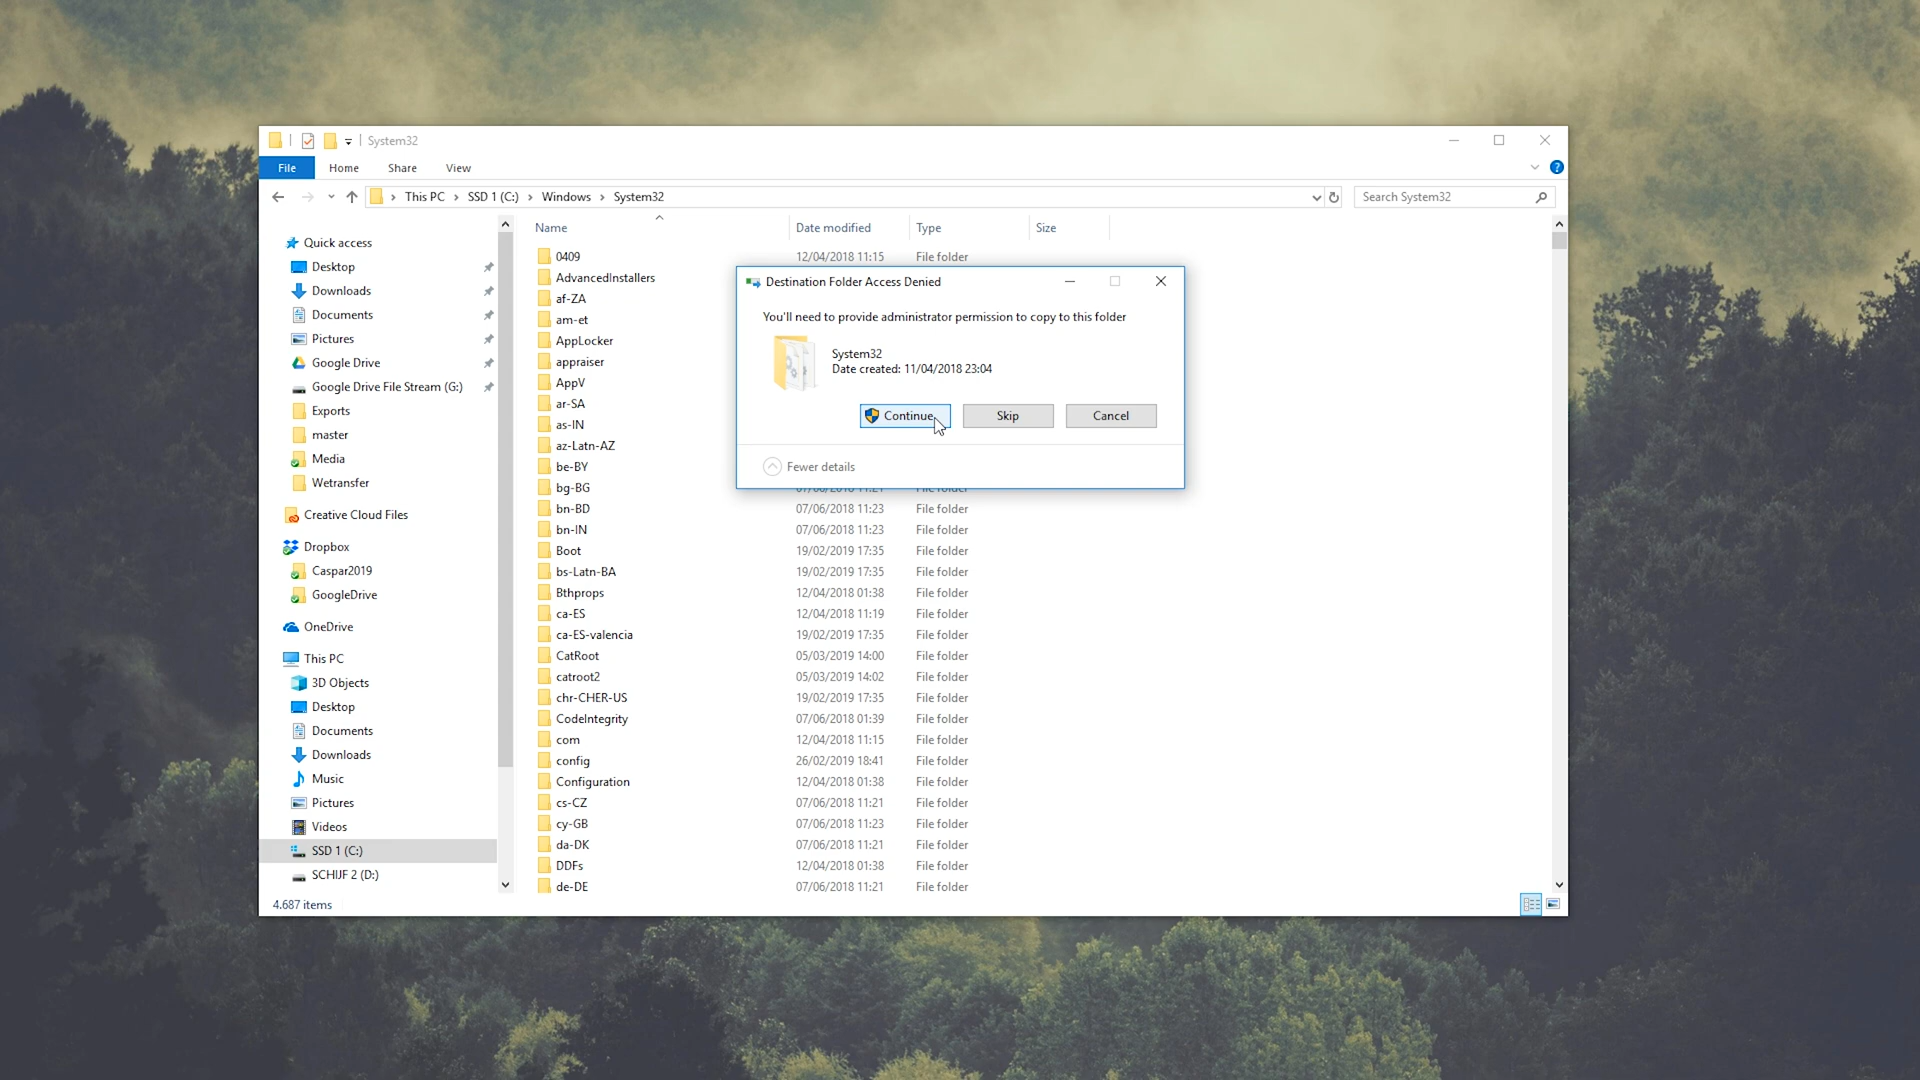 System32
File Home Share View
This PC SSD 1 (C:) Windows System32
Search System32
Name Date modified Type Size
Quick access
Desktop
Downloads
Documents
Pictures
Google Drive
Google Drive File Stream (G:)
Exports
master
Media
Wetransfer
Creative Cloud Files
Dropbox
Caspar2019
GoogleDrive
OneDrive
This PC
3D Objects
Desktop
Documents
Downloads
Music
Pictures
Videos
SSD 1 (C:)
SCHIJF 2 (D:)
0409 12/04/2018 11:15 File folder
AdvancedInstallers
af-ZA
am-et
AppLocker
appraiser
AppV
ar-SA
as-IN
az-Latn-AZ
be-BY
bg-BG 07/06/2018 11:21 File folder
bn-BD 07/06/2018 11:23 File folder
bn-IN 07/06/2018 11:23 File folder
Boot 19/02/2019 17:35 File folder
bs-Latn-BA 19/02/2019 17:35 File folder
Bthprops 12/04/2018 01:38 File folder
ca-ES 12/04/2018 11:19 File folder
ca-ES-valencia 19/02/2019 17:35 File folder
CatRoot 05/03/2019 14:00 File folder
catroot2 05/03/2019 14:02 File folder
chr-CHER-US 19/02/2019 17:35 File folder
CodeIntegrity 07/06/2018 01:39 File folder
com 12/04/2018 11:15 File folder
config 26/02/2019 18:41 File folder
Configuration 12/04/2018 01:38 File folder
cs-CZ 07/06/2018 11:21 File folder
cy-GB 07/06/2018 11:23 File folder
da-DK 07/06/2018 11:21 File folder
DDFs 12/04/2018 01:38 File folder
de-DE 07/06/2018 11:21 File folder
Destination Folder Access Denied
You'll need to provide administrator permission to copy to this folder
System32
Date created: 11/04/2018 23:04
Continue Skip Cancel
Fewer details
4.687 items